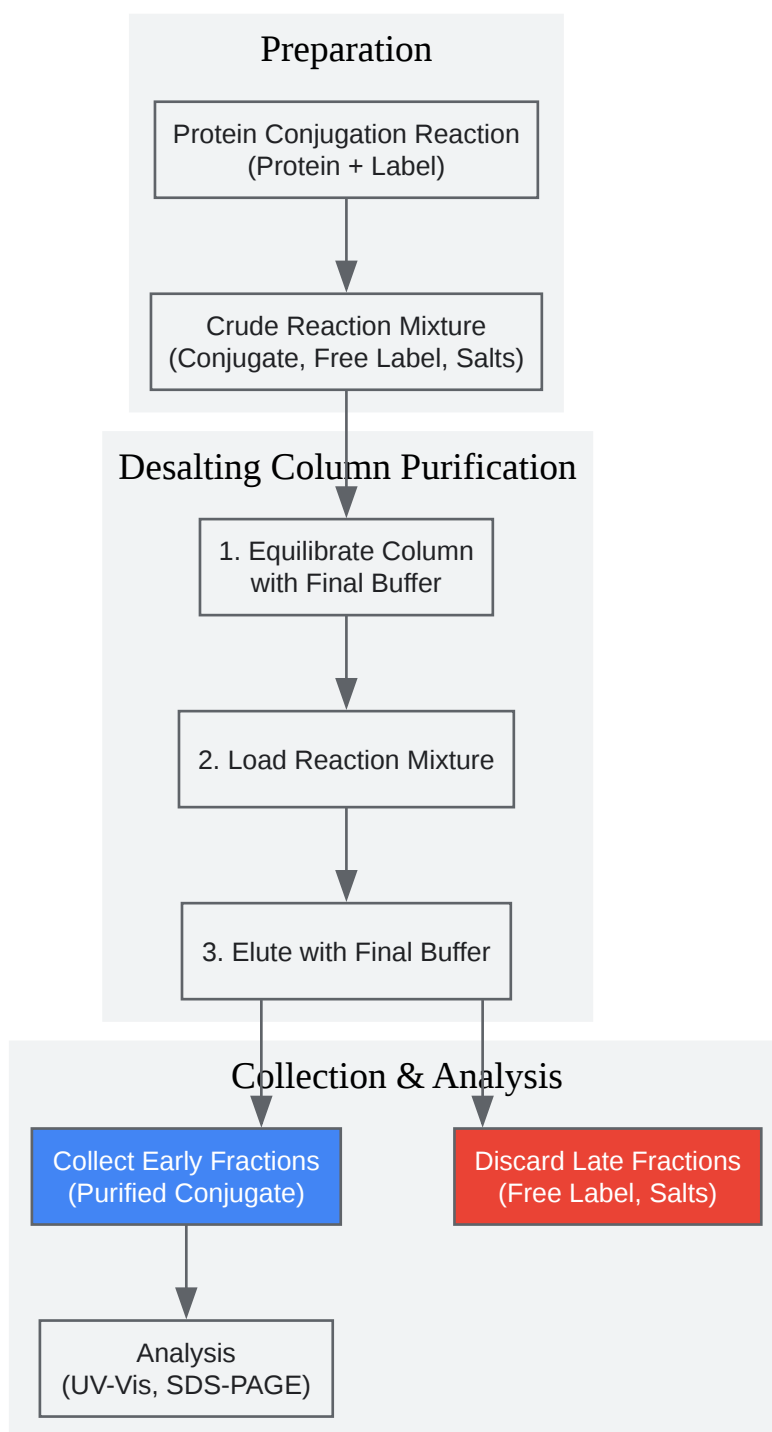 Preparation
Protein Conjugation Reaction
(Protein + Label)
Crude Reaction Mixture
(Conjugate, Free Label, Salts)
Desalting Column Purification
1. Equilibrate Column
with Final Buffer
2. Load Reaction Mixture
3. Elute with Final Buffer
Collection & Analysis
Collect Early Fractions
(Purified Conjugate)
Discard Late Fractions
(Free Label, Salts)
Analysis
(UV-Vis, SDS-PAGE)